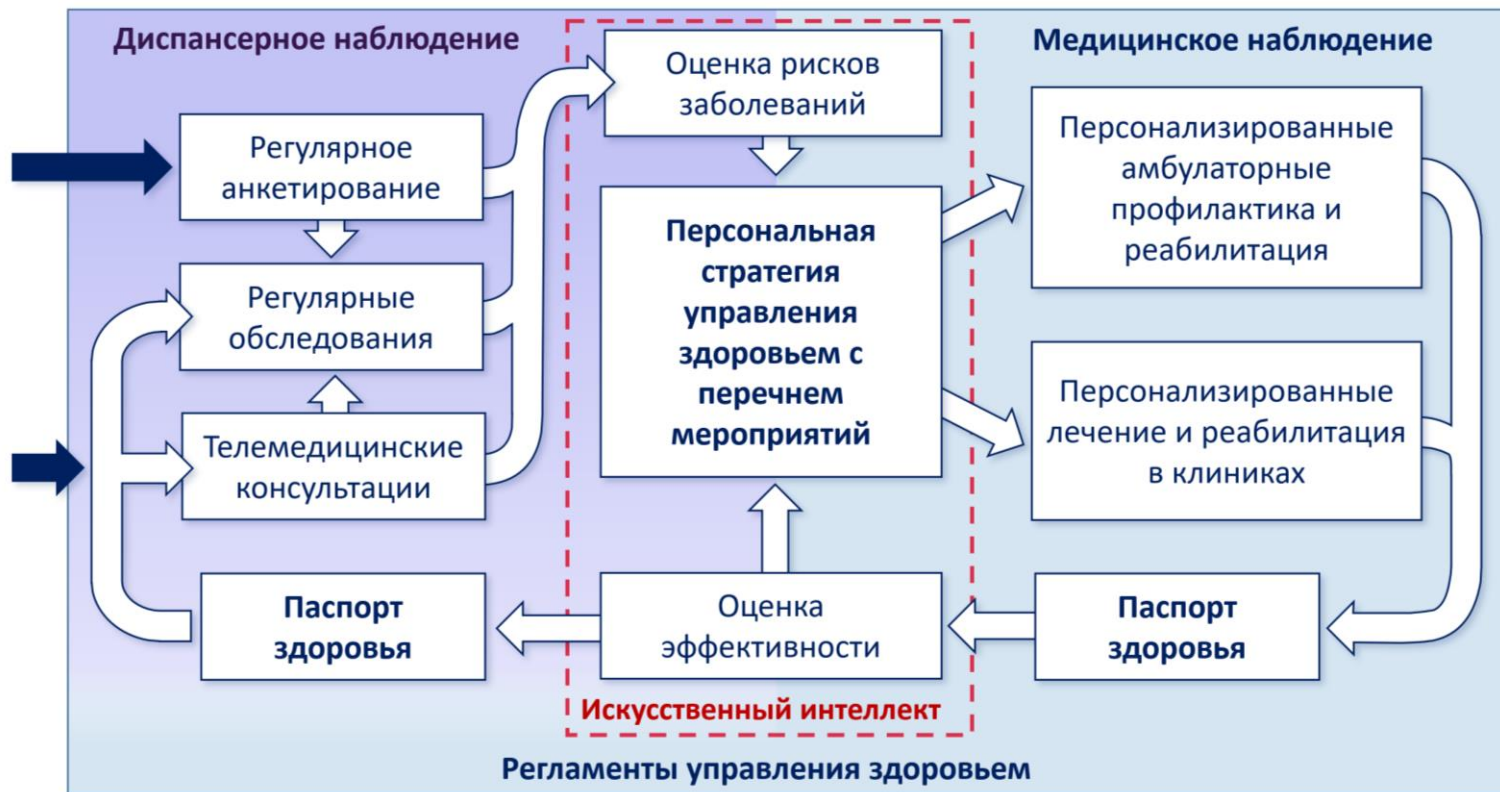 Диспансерное наблюдение
Регулярное
анкетирование
Регулярные
обследования
Телемедицинские
консультации
Паспорт
здоровья
Оценка рисков
заболеваний
Персональная
стратегия
управления
здоровьем с
перечнем
мероприятий
Оценка
эффективности
Искусственный интеллект
Медицинское наблюдение
Персонализированные
амбулаторные
профилактика и
реабилитация
Персонализированные
лечение и реабилитация
в клиниках
Паспорт
здоровья
Регламенты управления здоровьем